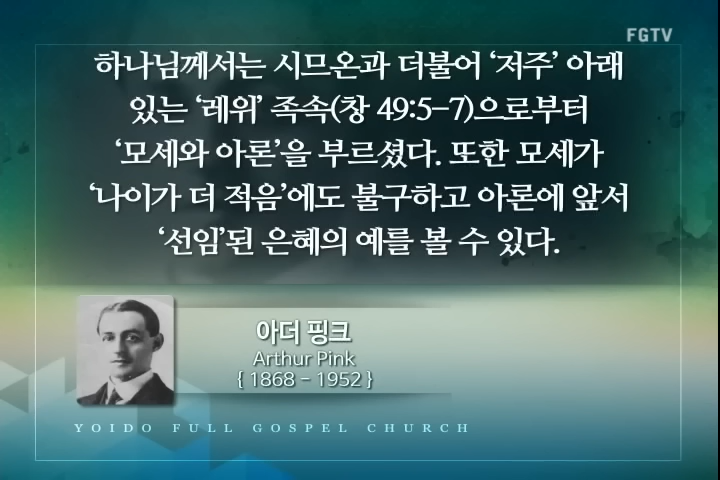 FGTV
하나님께서는 시므온과 더불어 ‘저주’ 아래
있는 ‘레위’ 족속(창 49:5-7)으로부터
‘모세와 아론’을 부르셨다. 또한 모세가
‘나이가 더 적음’에도 불구하고 아론에 앞서
‘선임’된 은혜의 예를 볼 수 있다.
아더 핑크
Arthur Pink
{ 1868 - 1952 }
YOIDO FULL GOSPEL CHURCH